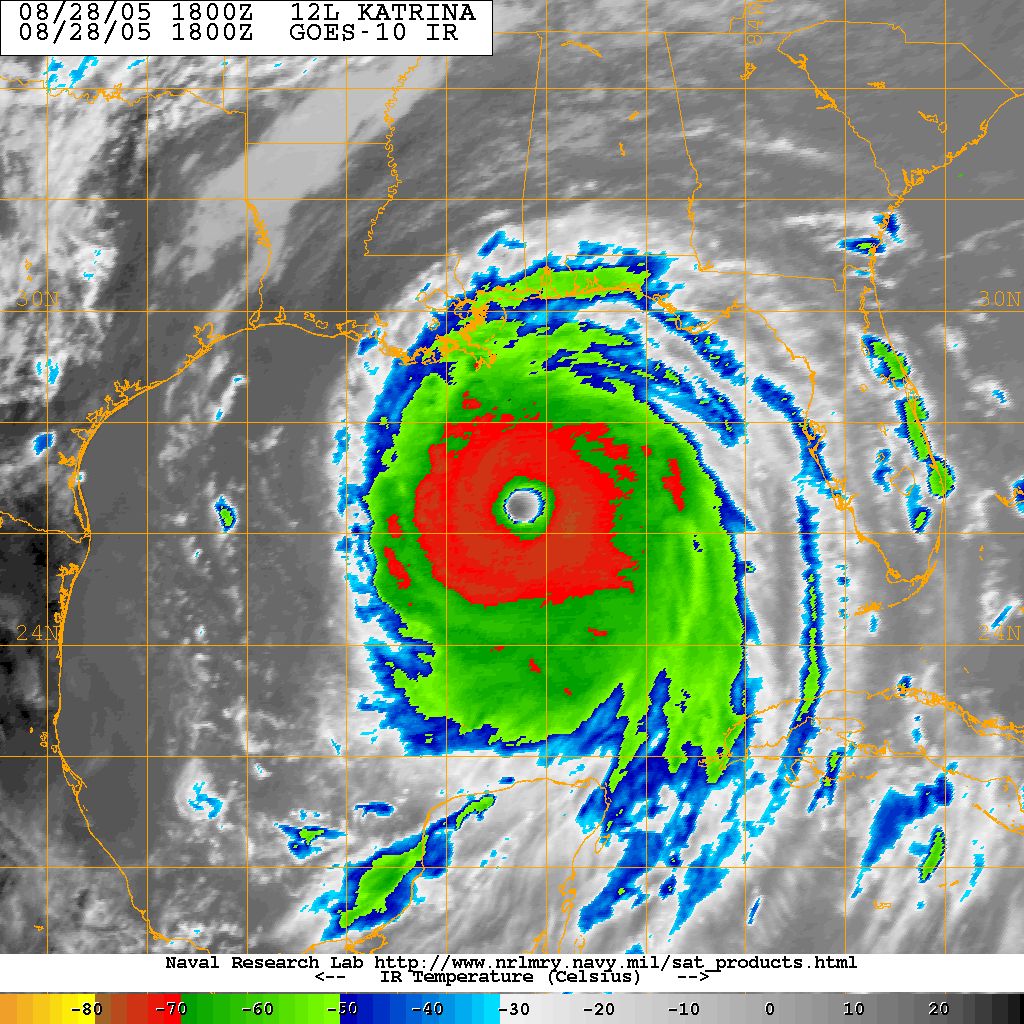 08/28/05 1800Z 12L KATRINA
08/28/05 1800Z GOES-10 IR
84W
30N 30N
24N 24N
Naval Research Lab http://www.nrlmry.navy.mil/sat_products.html
<-- IR Temperature (Celsius) -->
-80 -70 -60 -50 -40 -30 -20 -10 0 10 20